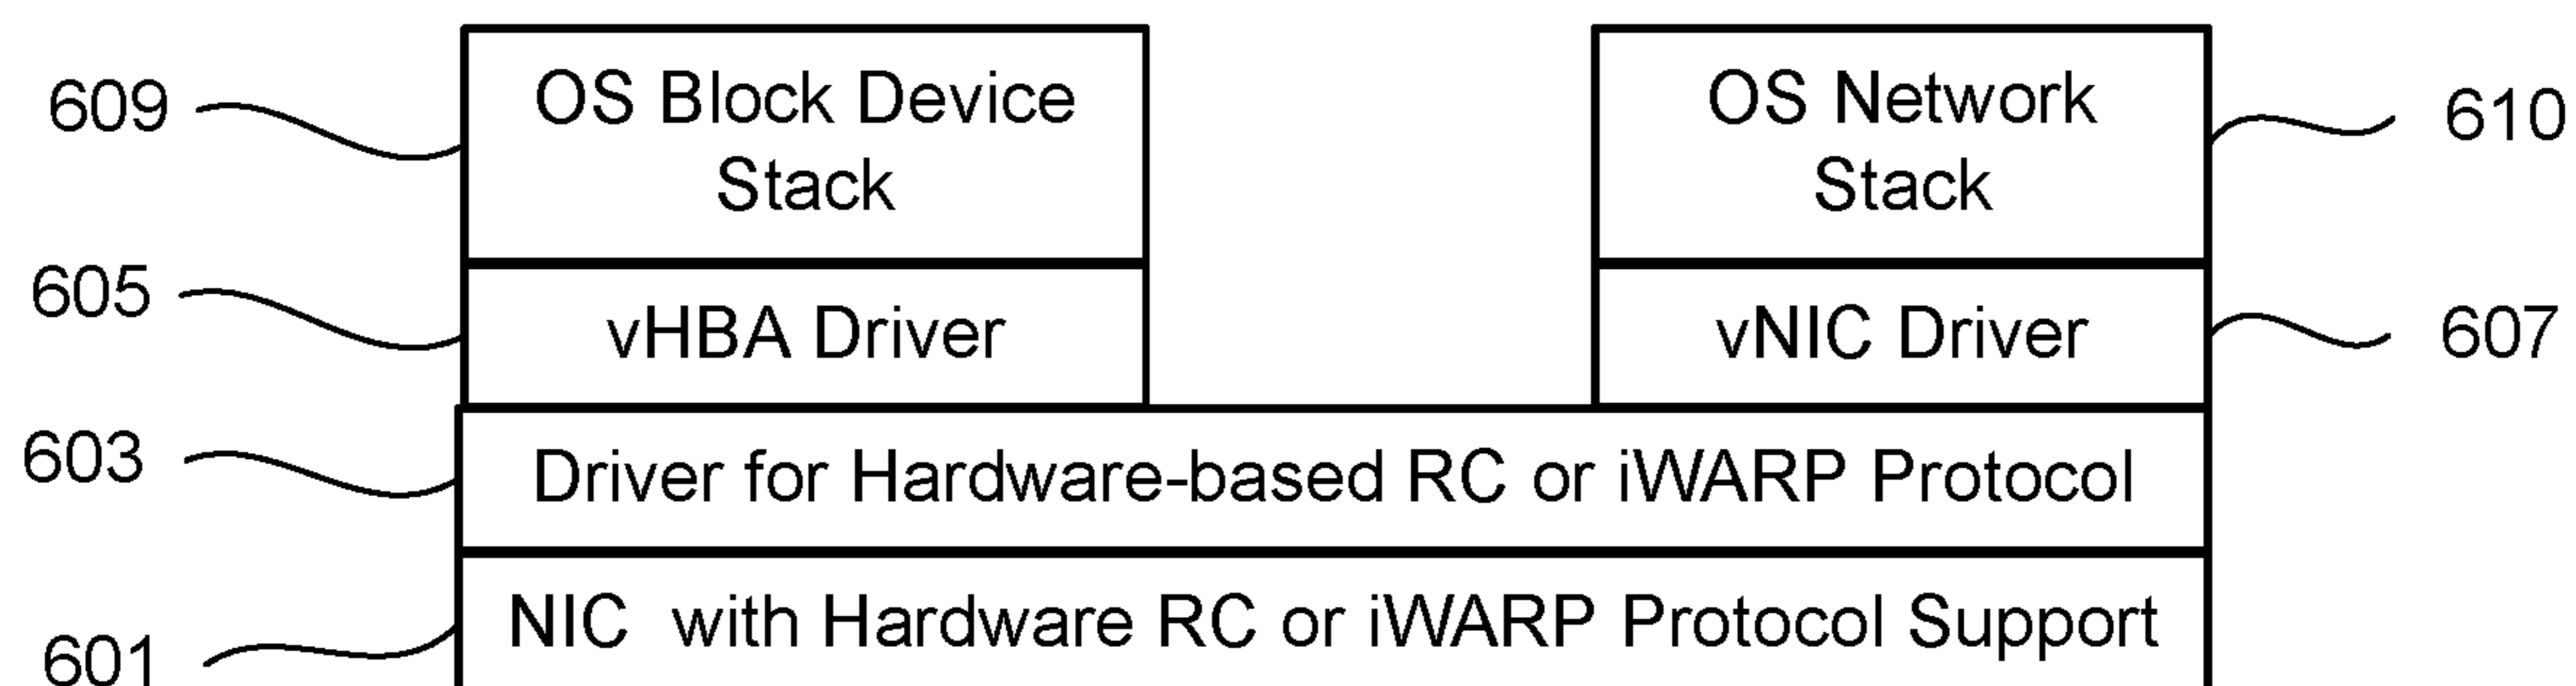 609
OS Block Device
Stack
OS Network
Stack
610
605
vHBA Driver
vNIC Driver
607
603
Driver for Hardware-based RC or iWARP Protocol
601
NIC with Hardware RC or iWARP Protocol Support